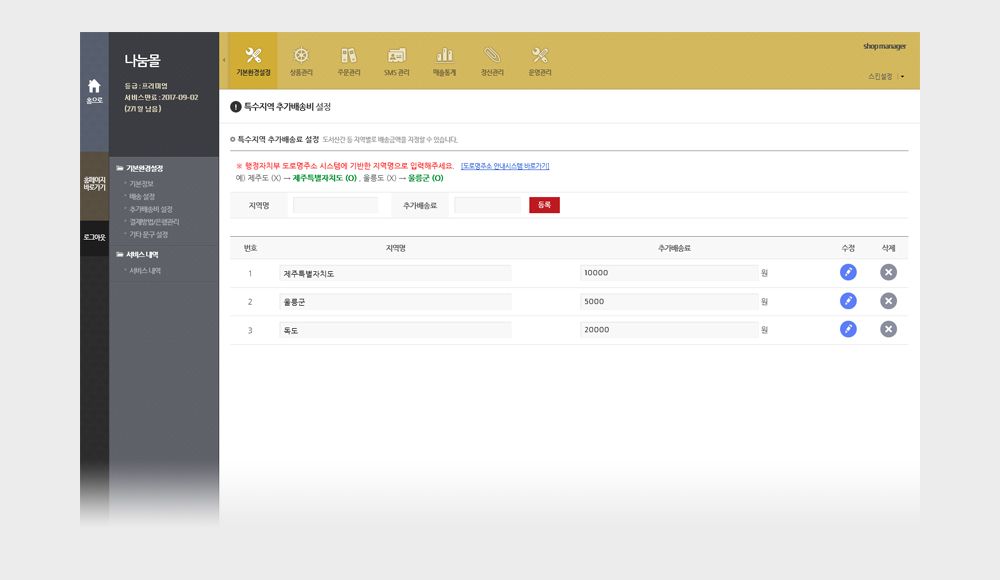 홈으로
홈페이지
바로가기
로그아웃
나눔몰
등급 : 프리미엄
서비스만료 : 2017-09-02
(271일 남음)
기본환경설정
기본정보
배송 설정
추가배송비 설정
결제방법/은행관리
기타 문구 설정
서비스 내역
서비스 내역
기본환경설정 상품관리 주문관리 SMS 관리 매출통계 정산관리 운영관리
shop manager
스킨설정
특수지역 추가배송비 설정
특수지역 추가배송료 설정 도서산간 등 지역별로 배송금액을 지정할 수 있습니다.
※ 행정자치부 도로명주소 시스템에 기반한 지역명으로 입력해주세요. [도로명주소 안내시스템 바로가기]
예) 제주도 (X) → 제주특별자치도 (O) , 울릉도 (X) → 울릉군 (O)
지역명 추가배송료 등록
번호 지역명 추가배송료 수정 삭제
1 제주특별자치도 10000 원
2 울릉군 5000 원
3 독도 20000 원